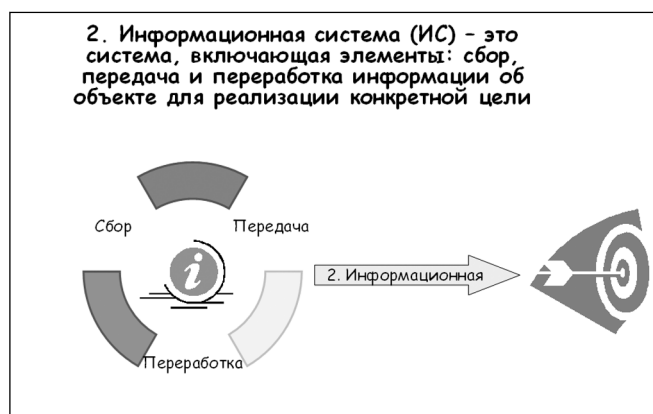 2. Информационная система (ИС) – это
система, включающая элементы: сбор,
передача и переработка информации об
объекте для реализации конкретной цели
Сбор
Передача
i
2. Информационная
Переработка